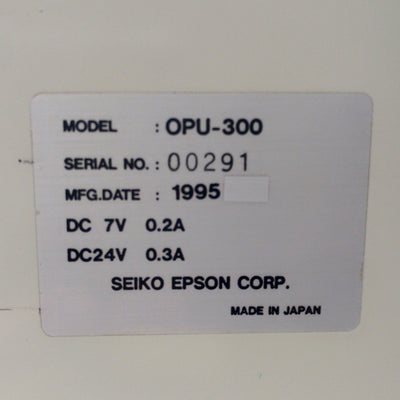 MODEL : OPU-300
SERIAL NO. : 00291
MFG.DATE : 1995
DC 7V 0.2A
DC24V 0.3A
SEIKO EPSON CORP.
MADE IN JAPAN